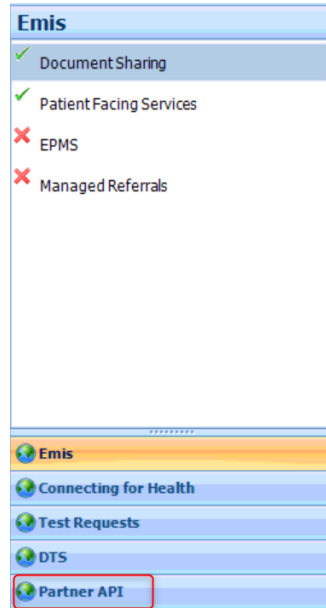 Emis
Document Sharing
Patient Facing Services
EPMS
Managed Referrals
Emis
Connecting for Health
Test Requests
DTS
Partner API